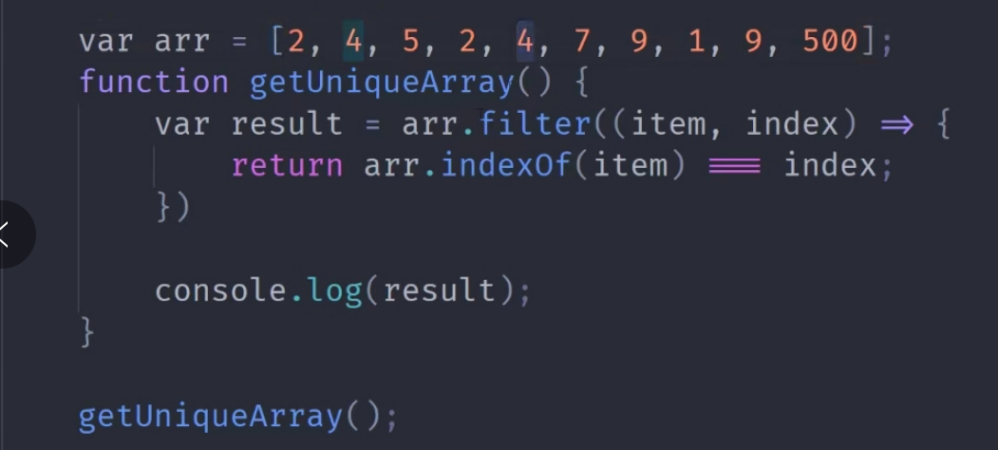 var arr = [2, 4, 5, 2, 4, 7, 9, 1, 9, 500];
function getUniqueArray() {
    var result = arr.filter((item, index) => {
        return arr.indexOf(item) === index;
    })

    console.log(result);
}

getUniqueArray();